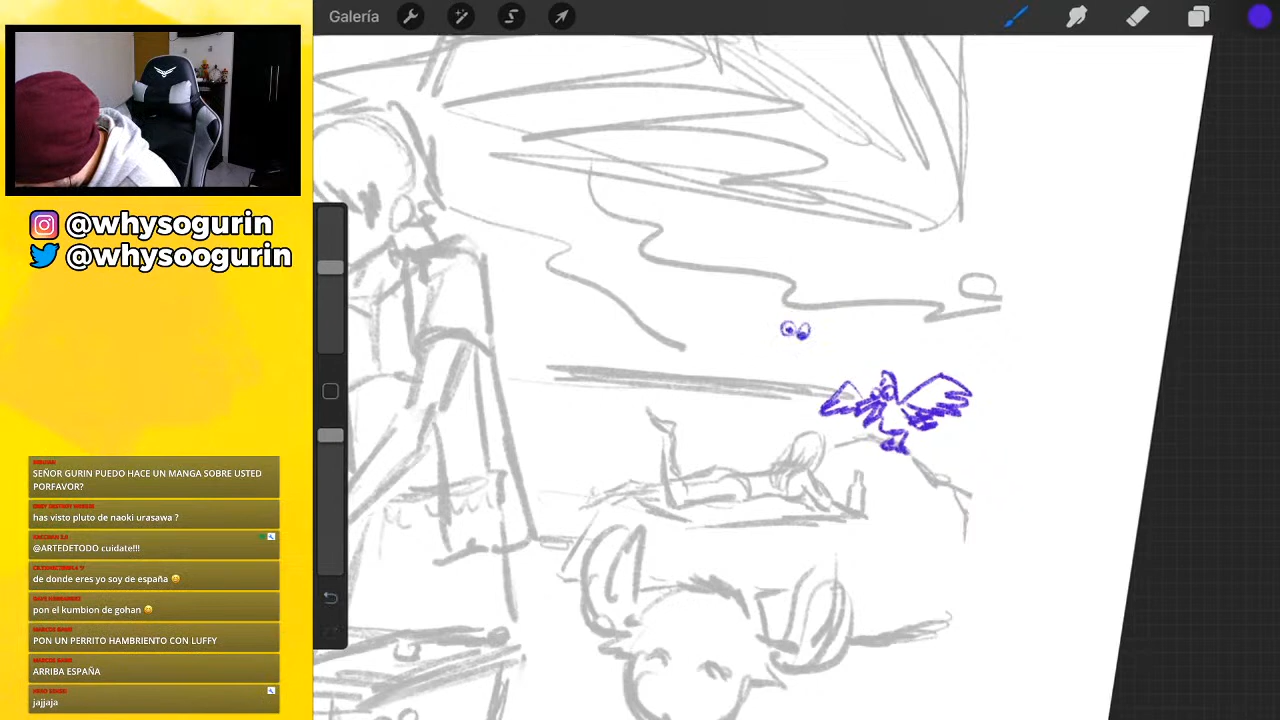 Galería
@whysogurin
@whysoogurin
SEÑOR GURIN PUEDO HACE UN MANGA SOBRE USTED
PORFAVOR?
has visto pluto de naoki urasawa ?
@ARTEDETODO cuidate!!!
de donde eres yo soy de españa
pon el kumbion de gohan
PON UN PERRITO HAMBRIENTO CON LUFFY
ARRIBA ESPAÑA
jajjaja